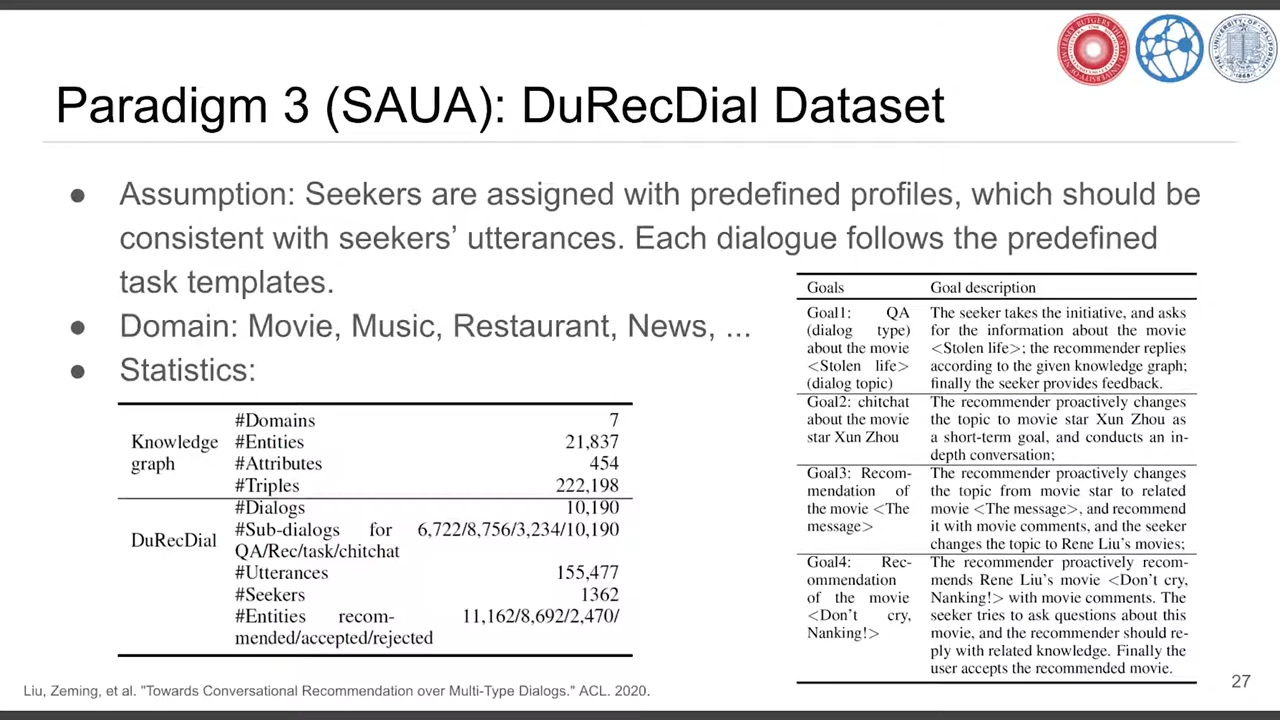 Paradigm 3 (SAUA): DuRecDial Dataset
● Assumption: Seekers are assigned with predefined profiles, which should be
consistent with seekers’ utterances. Each dialogue follows the predefined
task templates.
● Domain: Movie, Music, Restaurant, News, ...
● Statistics:
Knowledge graph
#Domains 7
#Entities 21,837
#Attributes 454
#Triples 222,198
DuRecDial
#Dialogs 10,190
#Sub-dialogs for 6,722/8,756/3,234/10,190
QA/Rec/task/chitchat
#Utterances 155,477
#Seekers 1362
#Entities recom- 11,162/8,692/2,470/
mended/accepted/rejected
Goals Goal description
Goal1: QA The seeker takes the initiative, and asks
(dialog type) for the information about the movie
about the movie <Stolen life>; the recommender replies
<Stolen life> according to the given knowledge graph;
(dialog topic) finally the seeker provides feedback.
Goal2: chitchat The recommender proactively changes
about the movie the topic to movie star Xun Zhou as
star Xun Zhou a short-term goal, and conducts an in-
depth conversation;
Goal3: Recom- The recommender proactively changes
mendation of the topic from movie star to related
the movie <The movie <The message>, and recommend
message> it with movie comments, and the seeker
changes the topic to Rene Liu’s movies;
Goal4: Rec- The recommender proactively recom-
ommendation mends Rene Liu’s movie <Don’t cry,
of the movie Nanking!> with movie comments. The
<Don’t cry, seeker tries to ask questions about this
Nanking!> movie, and the recommender should re-
ply with related knowledge. Finally the
user accepts the recommended movie.
Liu, Zeming, et al. "Towards Conversational Recommendation over Multi-Type Dialogs." ACL. 2020.
27